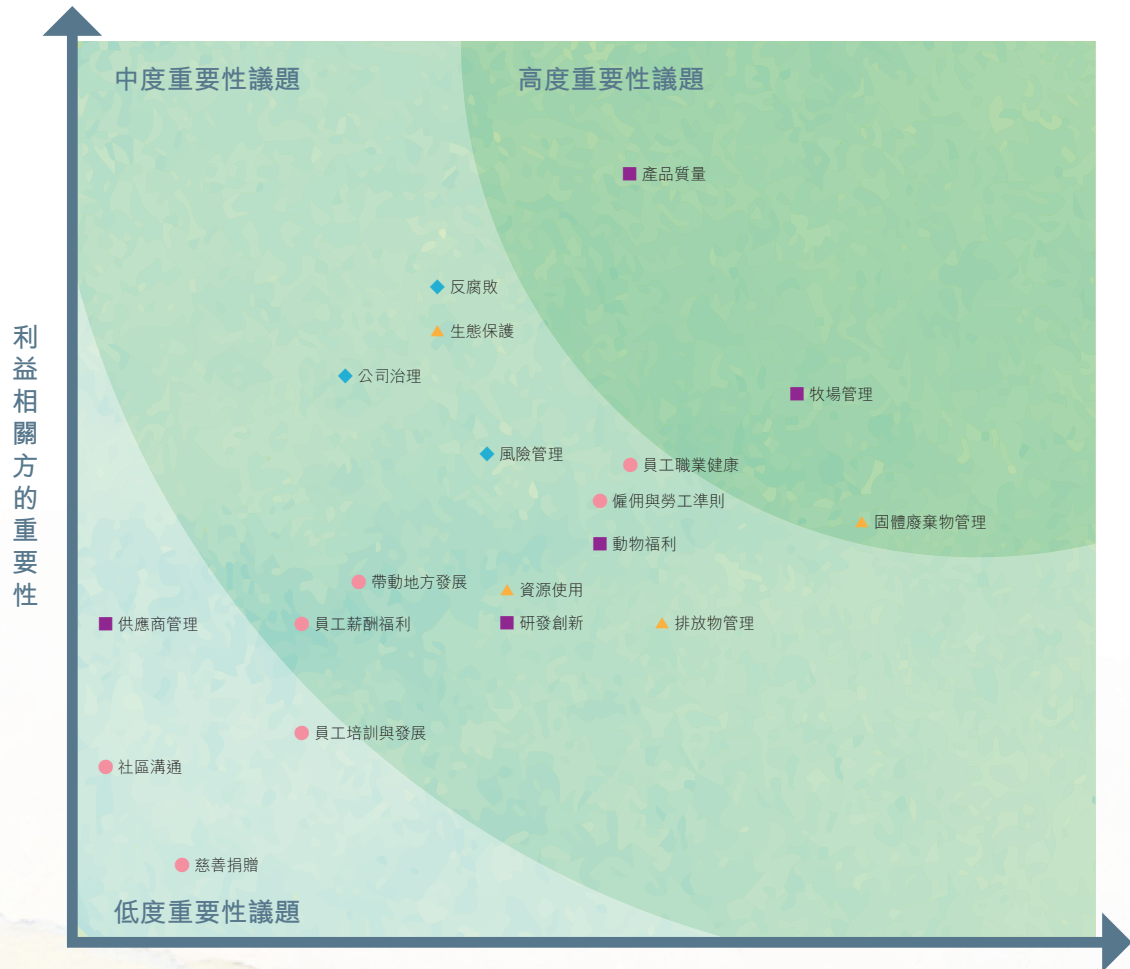 中度重要性議題
高度重要性議題
產品質量
反腐敗
生態保護
公司治理
牧場管理
風險管理
員工職業健康
僱佣與勞工準則
固體廢棄物管理
動物福利
帶動地方發展
資源使用
供應商管理
員工薪酬福利
研發創新
排放物管理
員工培訓與發展
社區溝通
慈善捐贈
低度重要性議題
利益相關方的重要性